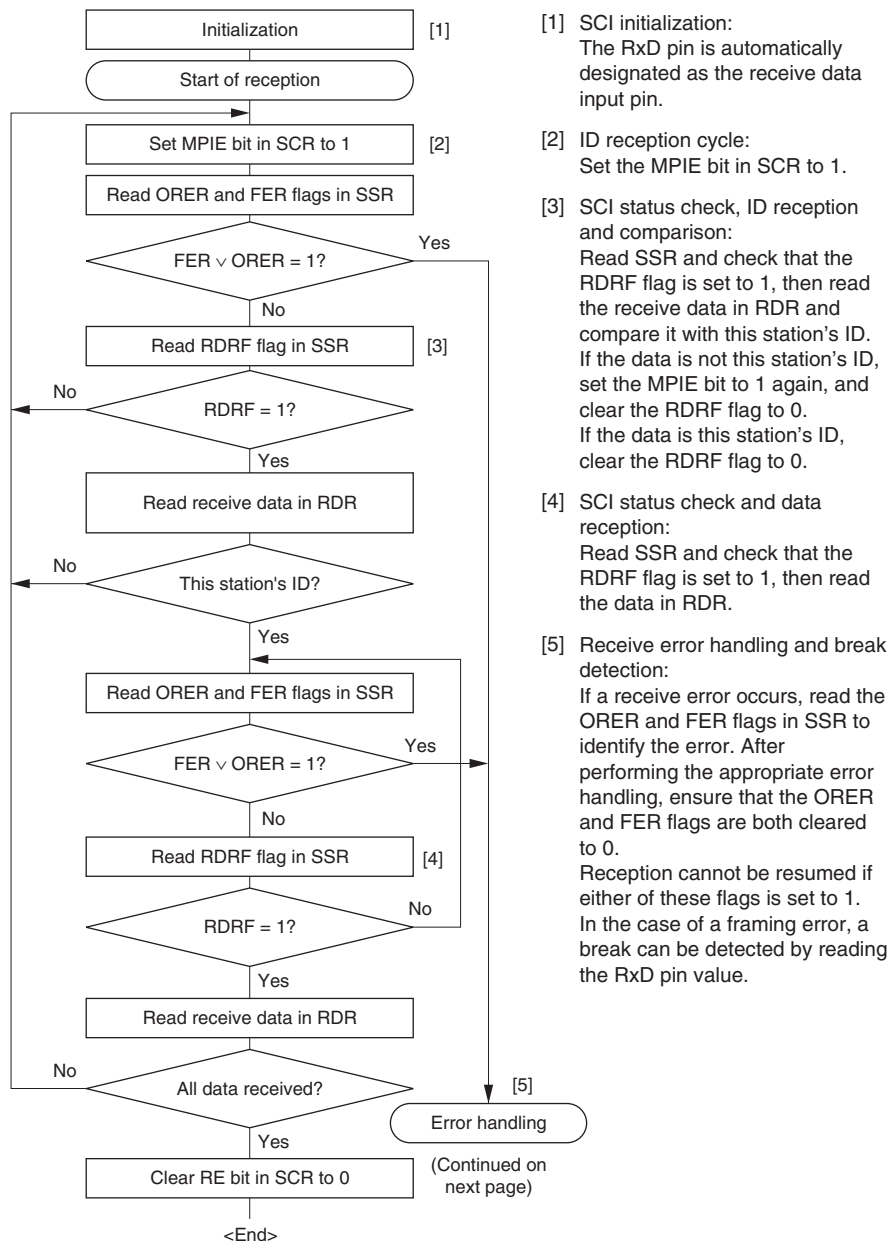 Initialization [1]
Start of reception
Set MPIE bit in SCR to 1 [2]
Read ORER and FER flags in SSR
FER ∨ ORER = 1?
Yes
No
Read RDRF flag in SSR [3]
RDRF = 1?
No
Yes
Read receive data in RDR
This station's ID?
No
Yes
Read ORER and FER flags in SSR
FER ∨ ORER = 1?
Yes
No
Read RDRF flag in SSR [4]
RDRF = 1?
No
Yes
Read receive data in RDR
All data received?
No
Yes
[5]
Error handling
(Continued on
next page)
Clear RE bit in SCR to 0
<End>
[1] SCI initialization:
The RxD pin is automatically
designated as the receive data
input pin.
[2] ID reception cycle:
Set the MPIE bit in SCR to 1.
[3] SCI status check, ID reception
and comparison:
Read SSR and check that the
RDRF flag is set to 1, then read
the receive data in RDR and
compare it with this station's ID.
If the data is not this station's ID,
set the MPIE bit to 1 again, and
clear the RDRF flag to 0.
If the data is this station's ID,
clear the RDRF flag to 0.
[4] SCI status check and data
reception:
Read SSR and check that the
RDRF flag is set to 1, then read
the data in RDR.
[5] Receive error handling and break
detection:
If a receive error occurs, read the
ORER and FER flags in SSR to
identify the error. After
performing the appropriate error
handling, ensure that the ORER
and FER flags are both cleared
to 0.
Reception cannot be resumed if
either of these flags is set to 1.
In the case of a framing error, a
break can be detected by reading
the RxD pin value.